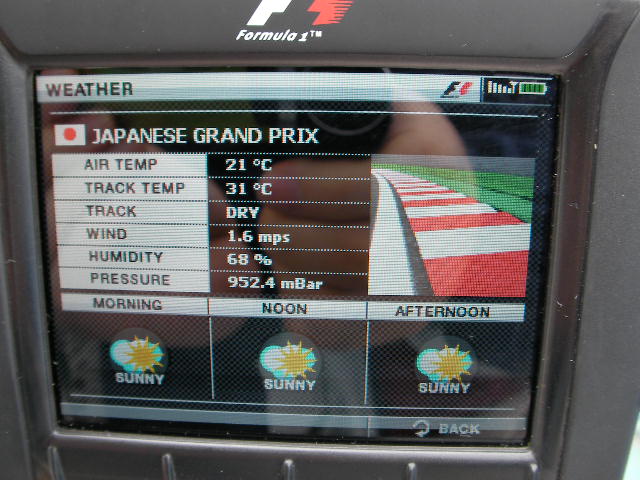 Formula 1™
WEATHER
JAPANESE GRAND PRIX
AIR TEMP 21 °C
TRACK TEMP 31 °C
TRACK DRY
WIND 1.6 mps
HUMIDITY 68 %
PRESSURE 952.4 mBar
MORNING NOON AFTERNOON
SUNNY SUNNY SUNNY
BACK